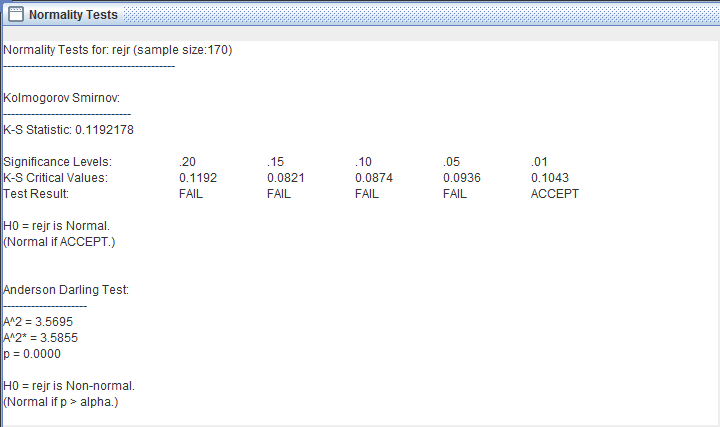 Normality Tests
Normality Tests for: rejr (sample size:170)
-------------------------------------------
Kolmogorov Smirnov:
--------------------------------
K-S Statistic: 0.1192178
Significance Levels: .20 .15 .10 .05 .01
K-S Critical Values: 0.1192 0.0821 0.0874 0.0936 0.1043
Test Result: FAIL FAIL FAIL FAIL ACCEPT
H0 = rejr is Normal.
(Normal if ACCEPT.)
Anderson Darling Test:
---------------------
A^2 = 3.5695
A^2* = 3.5855
p = 0.0000
H0 = rejr is Non-normal.
(Normal if p > alpha.)